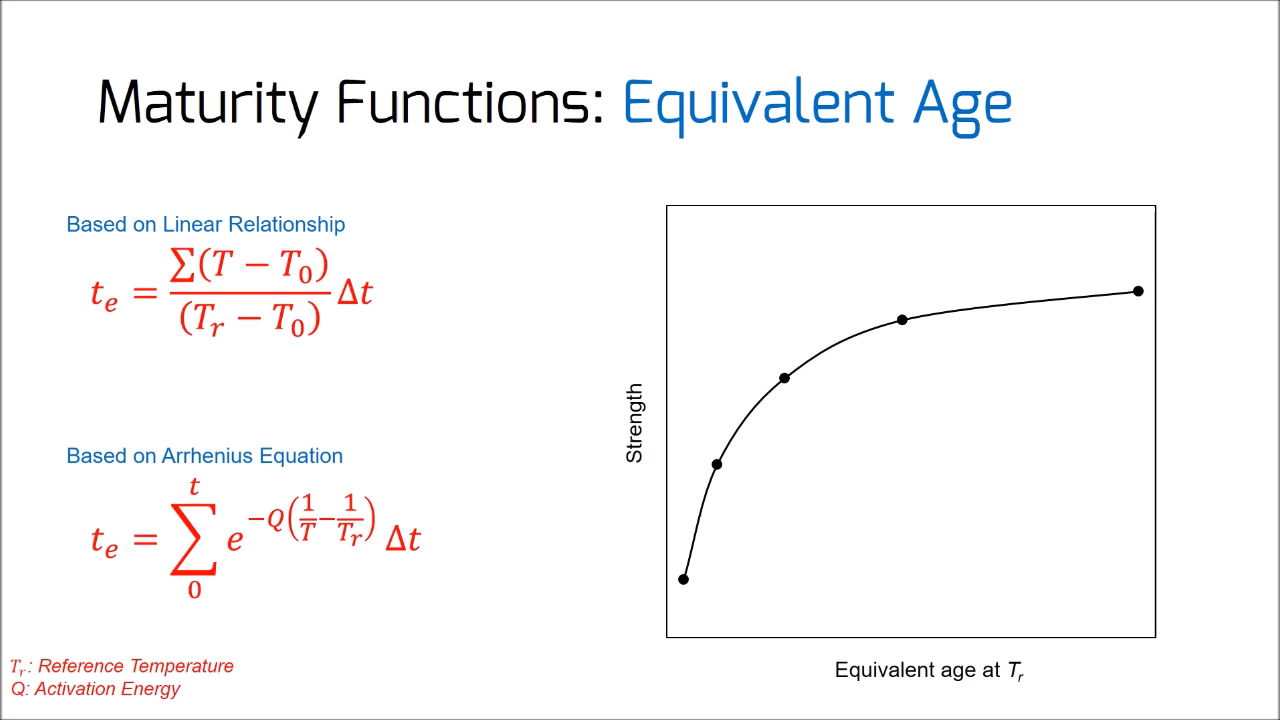 Maturity Functions: Equivalent Age
Based on Linear Relationship
t_e = ∑(T − T_0) / (T_r − T_0) Δt
Based on Arrhenius Equation
t_e = ∑_0^t e^{−Q(1/T − 1/T_r)} Δt
T_r: Reference Temperature
Q: Activation Energy
Strength
Equivalent age at T_r